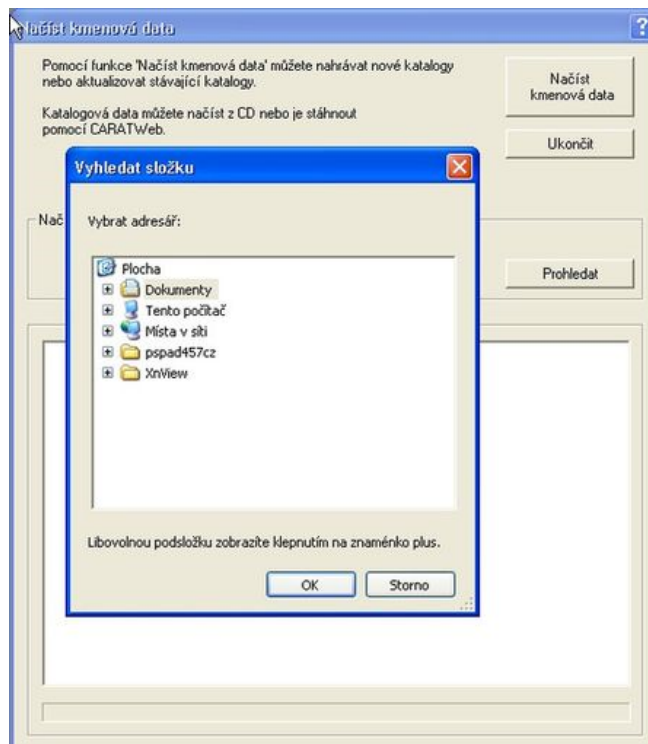 Načíst kmenová data
?
Pomocí funkce 'Načíst kmenová data' můžete nahrávat nové katalogy
nebo aktualizovat stávající katalogy.
Načíst
kmenová data
Katalogová data můžete načíst z CD nebo je stáhnout
pomocí CARATWeb.
Ukončit
Vyhledat složku
Nač
Vybrat adresář:
Prohledat
Plocha
Dokumenty
Tento počítač
Místa v síti
pspad457cz
XnView
Libovolnou podsložku zobrazíte klepnutím na znaménko plus.
OK
Storno